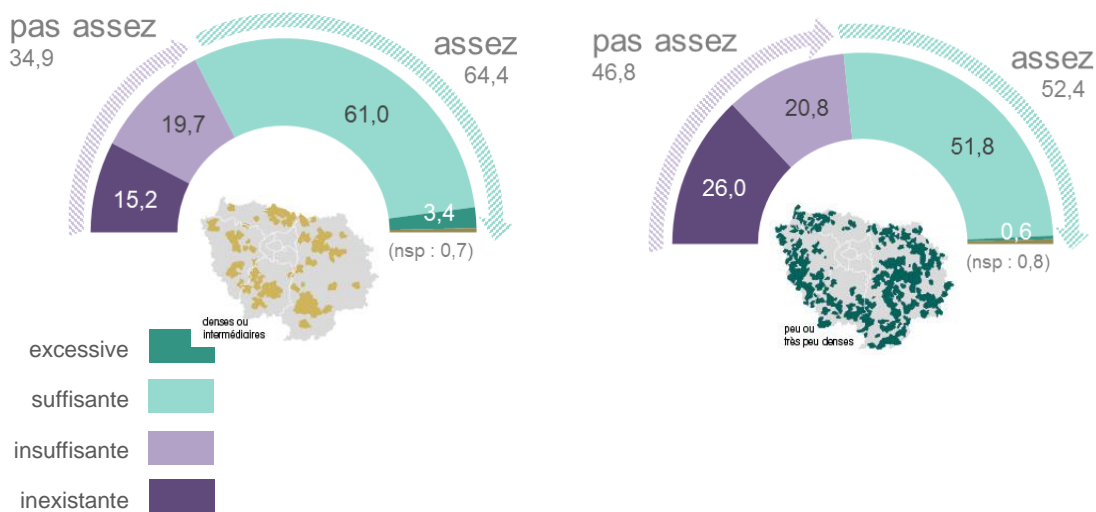 pas assez
34,9
assez
64,4
15,2
19,7
61,0
3,4
(nsp : 0,7)
denses ou
intermédiaires
pas assez
46,8
assez
52,4
26,0
20,8
51,8
0,6
(nsp : 0,8)
peu ou
très peu denses
excessive
suffisante
insuffisante
inexistante